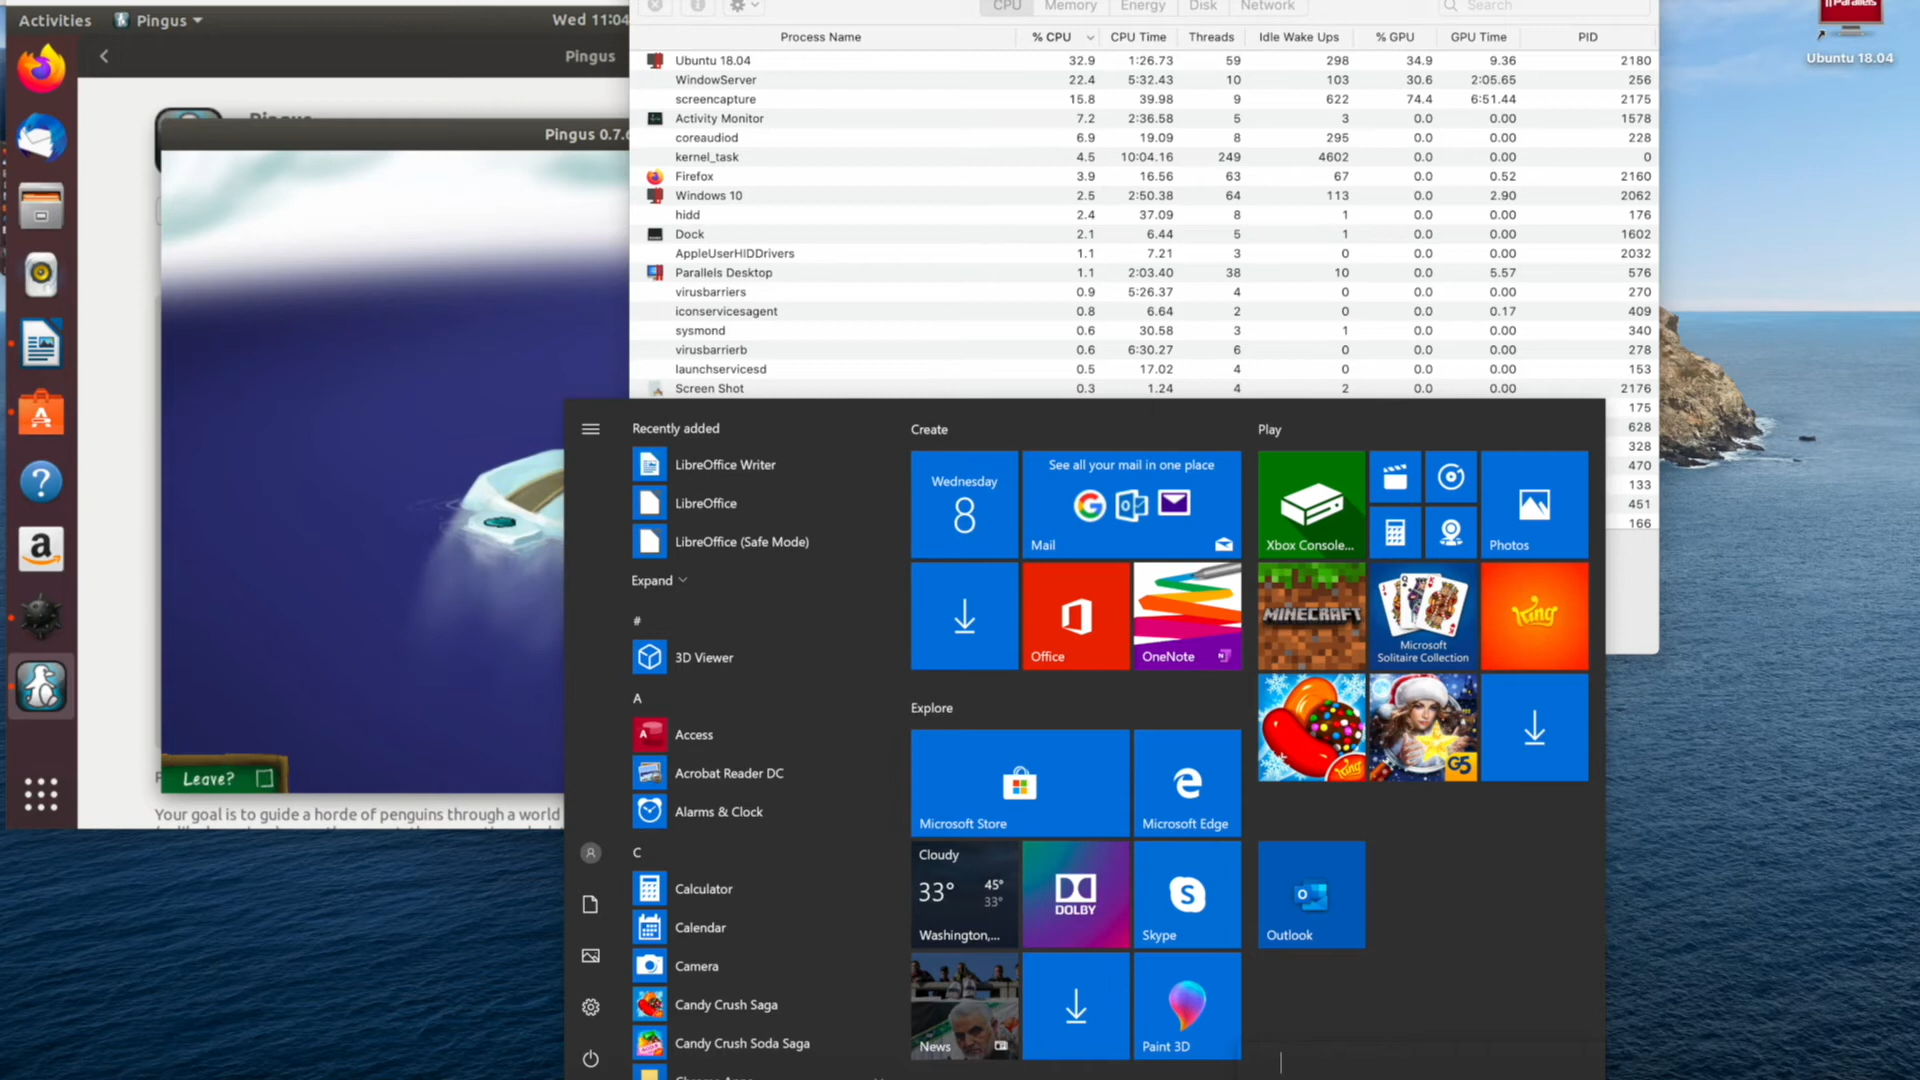 Activities
Pingus
Wed 11:04
Pingus
Pingus 0.7.6
Leave?
Your goal is to guide a horde of penguins through a world
CPU
Memory
Energy
Disk
Network
Search
Process Name % CPU CPU Time Threads Idle Wake Ups % GPU GPU Time PID
Ubuntu 18.04 32.9 1:26.73 59 298 34.9 9.36 2180
WindowServer 22.4 5:32.43 10 103 30.6 2:05.65 256
screencapture 15.8 39.98 9 622 74.4 6:51.44 2175
Activity Monitor 7.2 2:36.58 5 3 0.0 0.00 1578
coreaudiod 6.9 19.09 8 295 0.0 0.00 228
kernel_task 4.5 10:04.16 249 4602 0.0 0.00 0
Firefox 3.9 16.56 63 67 0.0 0.52 2160
Windows 10 2.5 2:50.38 64 113 0.0 2.90 2062
hidd 2.4 37.09 8 1 0.0 0.00 176
Dock 2.1 6.44 5 1 0.0 0.00 1602
AppleUserHIDDrivers 1.1 7.21 3 0 0.0 0.00 2032
Parallels Desktop 1.1 2:03.40 38 10 0.0 5.57 576
virusbarriers 0.9 5:26.37 4 0 0.0 0.00 270
iconservicesagent 0.8 6.64 2 0 0.0 0.17 409
sysmond 0.6 30.58 3 1 0.0 0.00 340
virusbarrierb 0.6 6:30.27 6 0 0.0 0.00 278
launchservicesd 0.5 17.02 4 0 0.0 0.00 153
Screen Shot 0.3 1.24 4 2 0.0 0.00 2176
175
628
328
470
133
451
166
Parallels
Ubuntu 18.04
Recently added
LibreOffice Writer
LibreOffice
LibreOffice (Safe Mode)
Expand
#
3D Viewer
A
Access
Acrobat Reader DC
Alarms & Clock
C
Calculator
Calendar
Camera
Candy Crush Saga
Candy Crush Soda Saga
Create
Wednesday
8
See all your mail in one place
Mail
Office
OneNote
Explore
Microsoft Store
Microsoft Edge
Cloudy
33° 45°
33°
Washington,...
DOLBY
Skype
News
Paint 3D
Play
Xbox Console...
Photos
MINECRAFT
Microsoft
Solitaire Collection
King
King
G5
Outlook